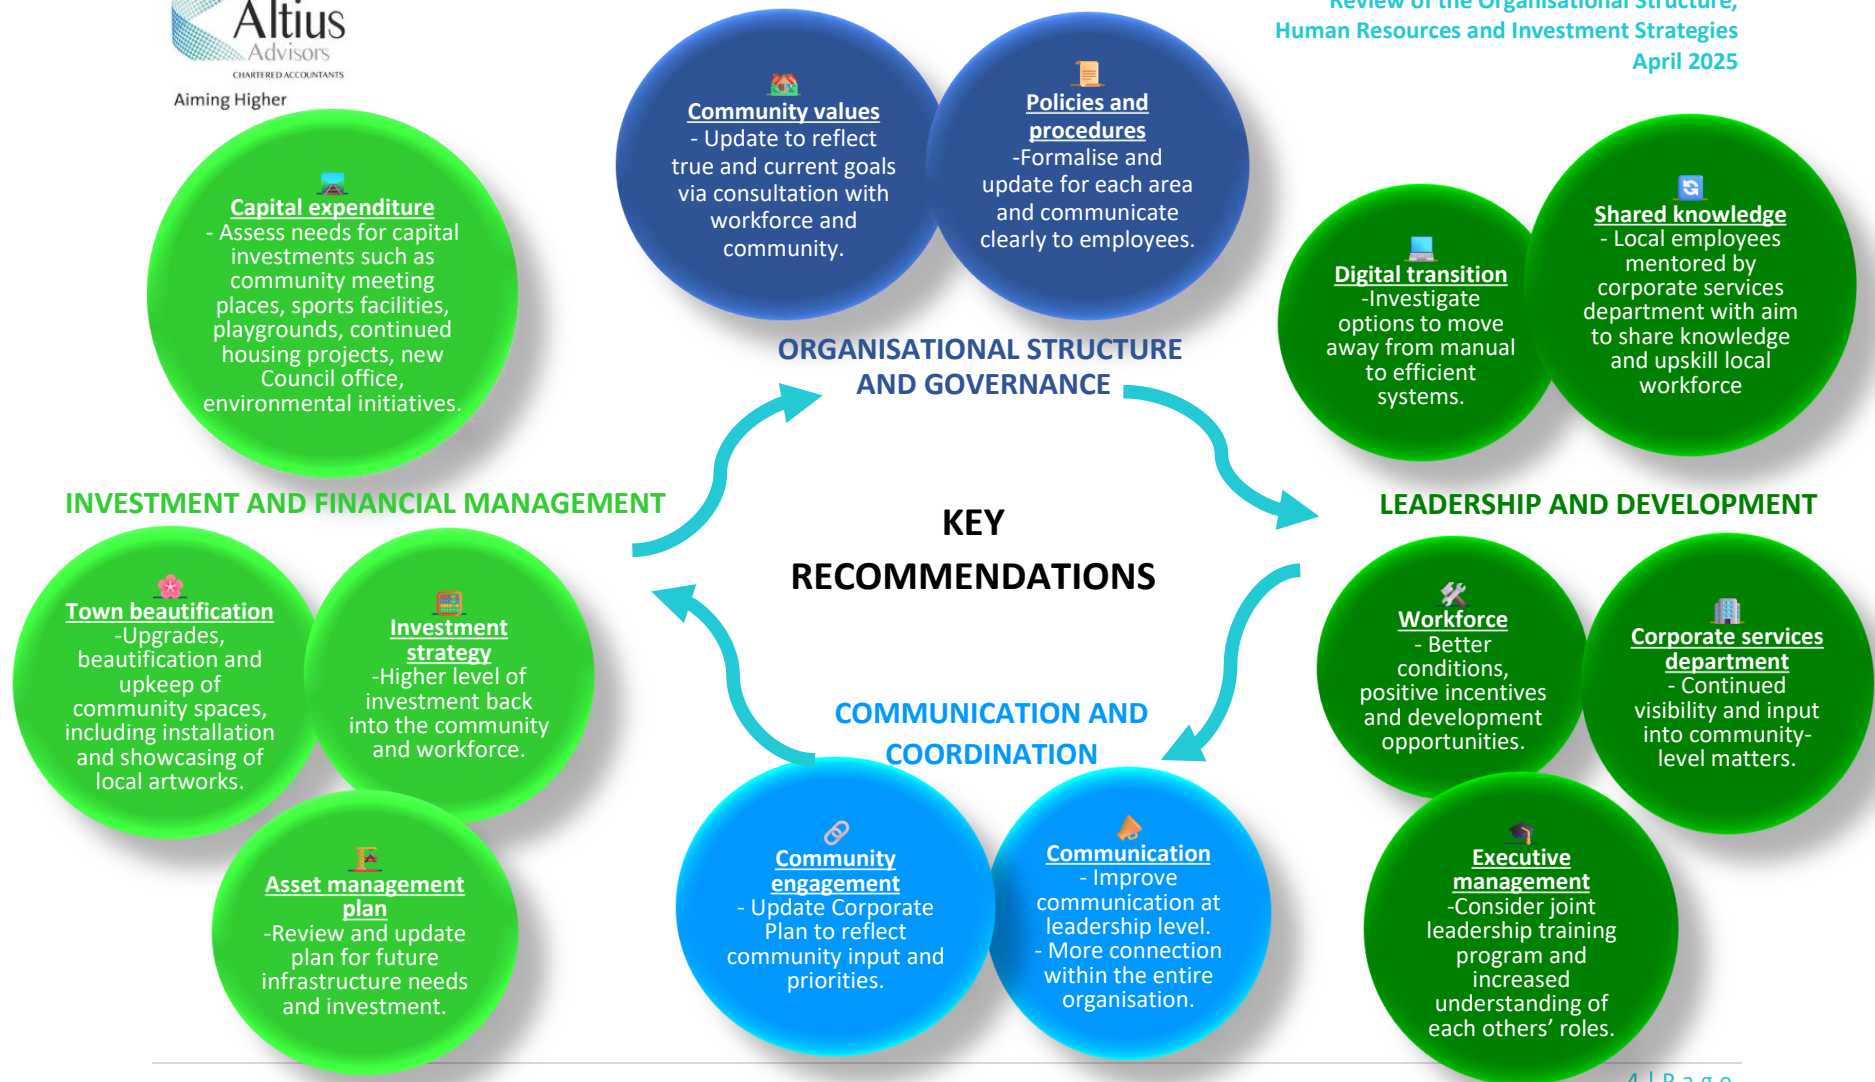 Altius
Advisors
CHARTERED ACCOUNTANTS
Aiming Higher
Review of the Organisational Structure,
Human Resources and Investment Strategies
April 2025
Community values
- Update to reflect
true and current goals
via consultation with
workforce and
community.
Policies and
procedures
-Formalise and
update for each area
and communicate
clearly to employees.
ORGANISATIONAL STRUCTURE
AND GOVERNANCE
Capital expenditure
- Assess needs for capital
investments such as
community meeting
places, sports facilities,
playgrounds, continued
housing projects, new
Council office,
environmental initiatives.
Digital transition
-Investigate
options to move
away from manual
to efficient
systems.
Shared knowledge
- Local employees
mentored by
corporate services
department with aim
to share knowledge
and upskill local
workforce
INVESTMENT AND FINANCIAL MANAGEMENT
KEY
RECOMMENDATIONS
LEADERSHIP AND DEVELOPMENT
Town beautification
-Upgrades,
beautification and
upkeep of
community spaces,
including installation
and showcasing of
local artworks.
Investment
strategy
-Higher level of
investment back
into the community
and workforce.
Asset management
plan
-Review and update
plan for future
infrastructure needs
and investment.
COMMUNICATION AND
COORDINATION
Community
engagement
- Update Corporate
Plan to reflect
community input and
priorities.
Communication
- Improve
communication at
leadership level.
- More connection
within the entire
organisation.
Workforce
- Better
conditions,
positive incentives
and development
opportunities.
Corporate services
department
- Continued
visibility and input
into community-
level matters.
Executive
management
-Consider joint
leadership training
program and
increased
understanding of
each others’ roles.
4 | P a g e